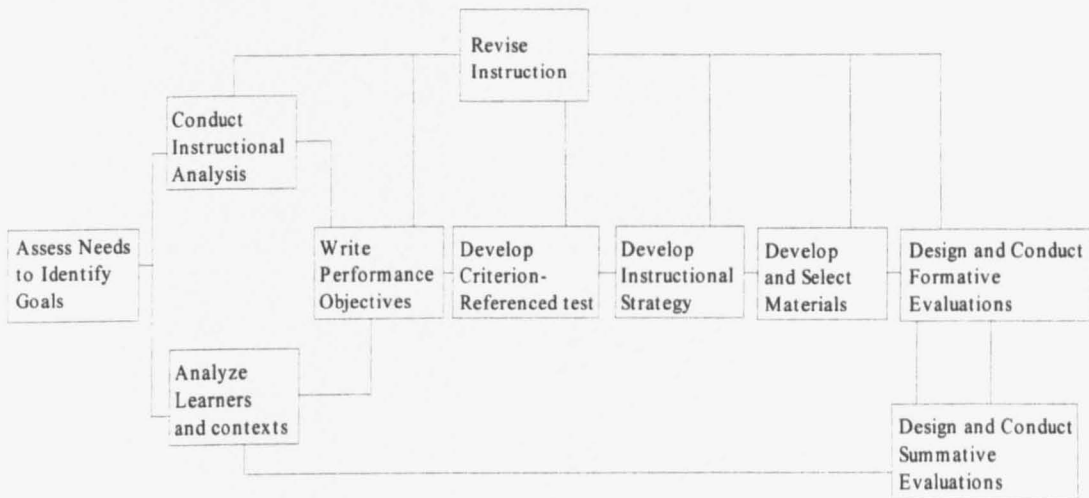 Revise
Instruction
Conduct
Instructional
Analysis
Assess Needs
to Identify
Goals
Write
Performance
Objectives
Develop
Criterion-
Referenced test
Develop
Instructional
Strategy
Develop
and Select
Materials
Design and Conduct
Formative
Evaluations
Analyze
Learners
and contexts
Design and Conduct
Summative
Evaluations